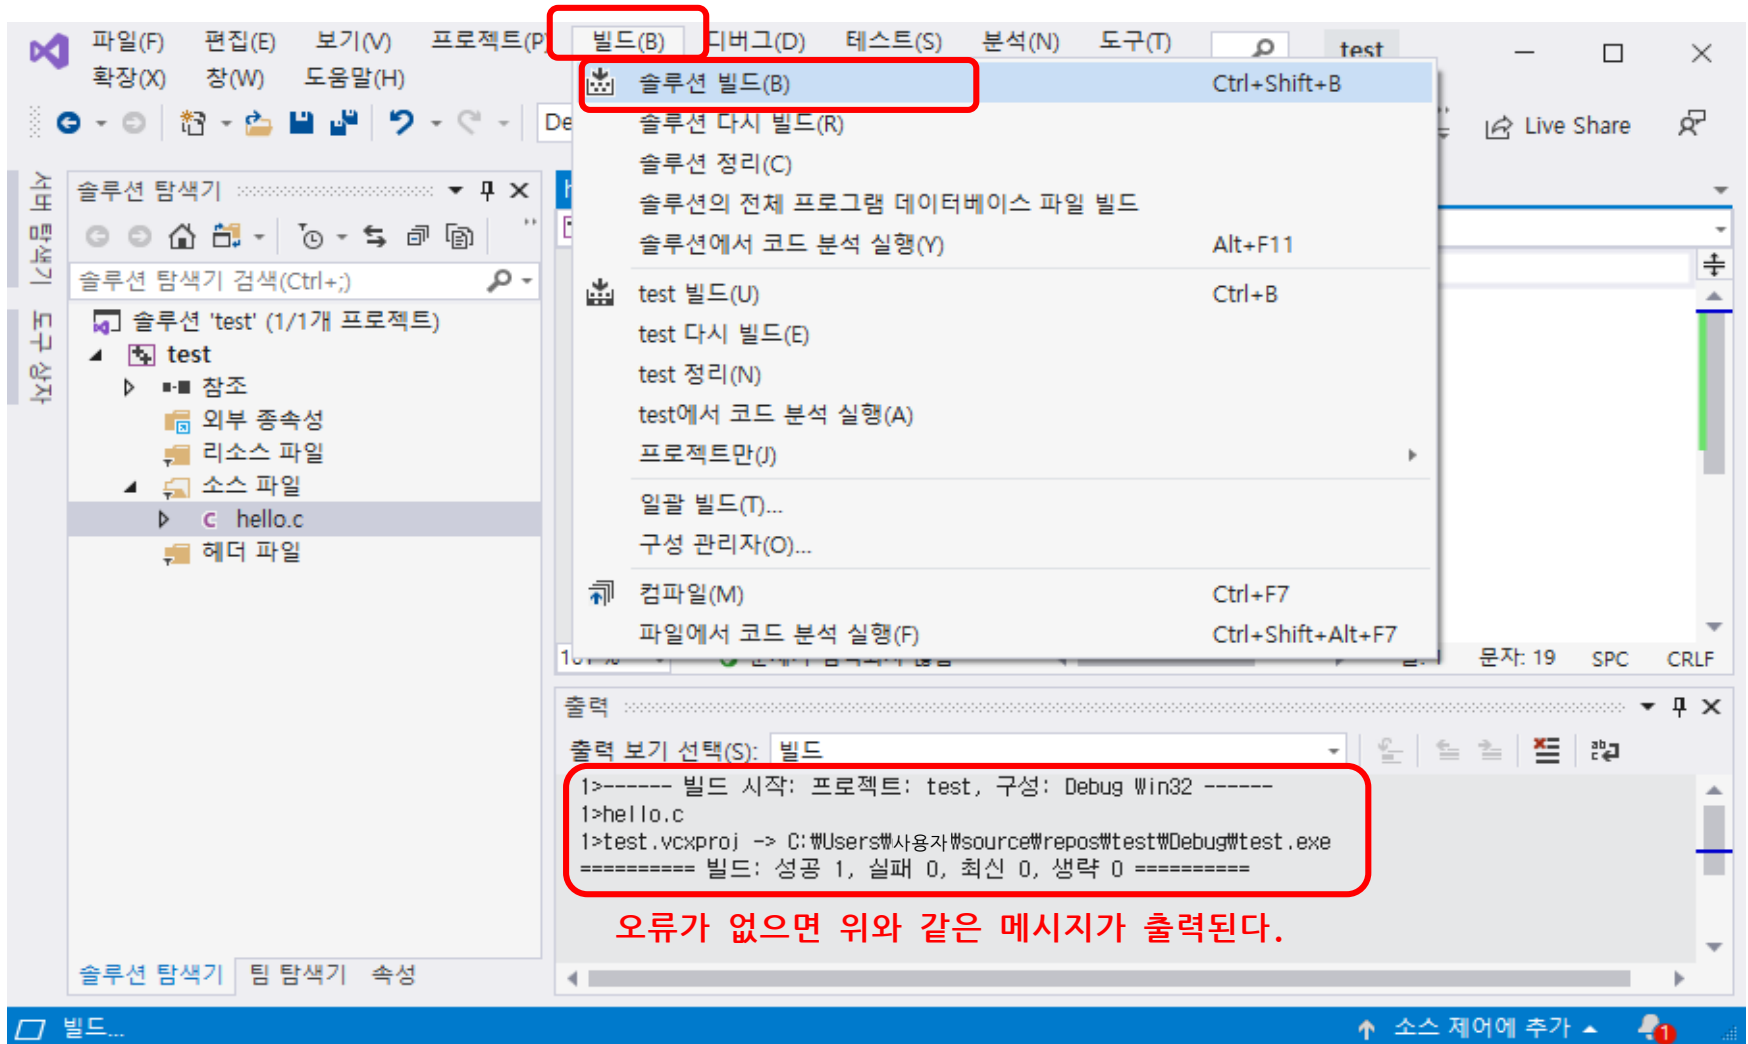 파일(F) 편집(E) 보기(V) 프로젝트(P) 빌드(B) 디버그(D) 테스트(S) 분석(N) 도구(T) test
확장(X) 창(W) 도움말(H)
솔루션 빌드(B) Ctrl+Shift+B
De
솔루션 다시 빌드(R)
Live Share
솔루션 정리(C)
솔루션의 전체 프로그램 데이터베이스 파일 빌드
솔루션에서 코드 분석 실행(Y) Alt+F11
test 빌드(U) Ctrl+B
test 다시 빌드(E)
test 정리(N)
test에서 코드 분석 실행(A)
프로젝트만(J)
일괄 빌드(T)...
구성 관리자(O)...
컴파일(M) Ctrl+F7
파일에서 코드 분석 실행(F) Ctrl+Shift+Alt+F7
서버 탐색기
도구 상자
솔루션 탐색기
솔루션 탐색기 검색(Ctrl+;)
솔루션 'test' (1/1개 프로젝트)
test
참조
외부 종속성
리소스 파일
소스 파일
hello.c
헤더 파일
솔루션 탐색기 팀 탐색기 속성
문자: 19 SPC CRLF
출력
출력 보기 선택(S): 빌드
1>------ 빌드 시작: 프로젝트: test, 구성: Debug Win32 ------
1>hello.c
1>test.vcxproj -> C:₩Users₩사용자₩source₩repos₩test₩Debug₩test.exe
========== 빌드: 성공 1, 실패 0, 최신 0, 생략 0 ==========
오류가 없으면 위와 같은 메시지가 출력된다.
빌드... 소스 제어에 추가 1